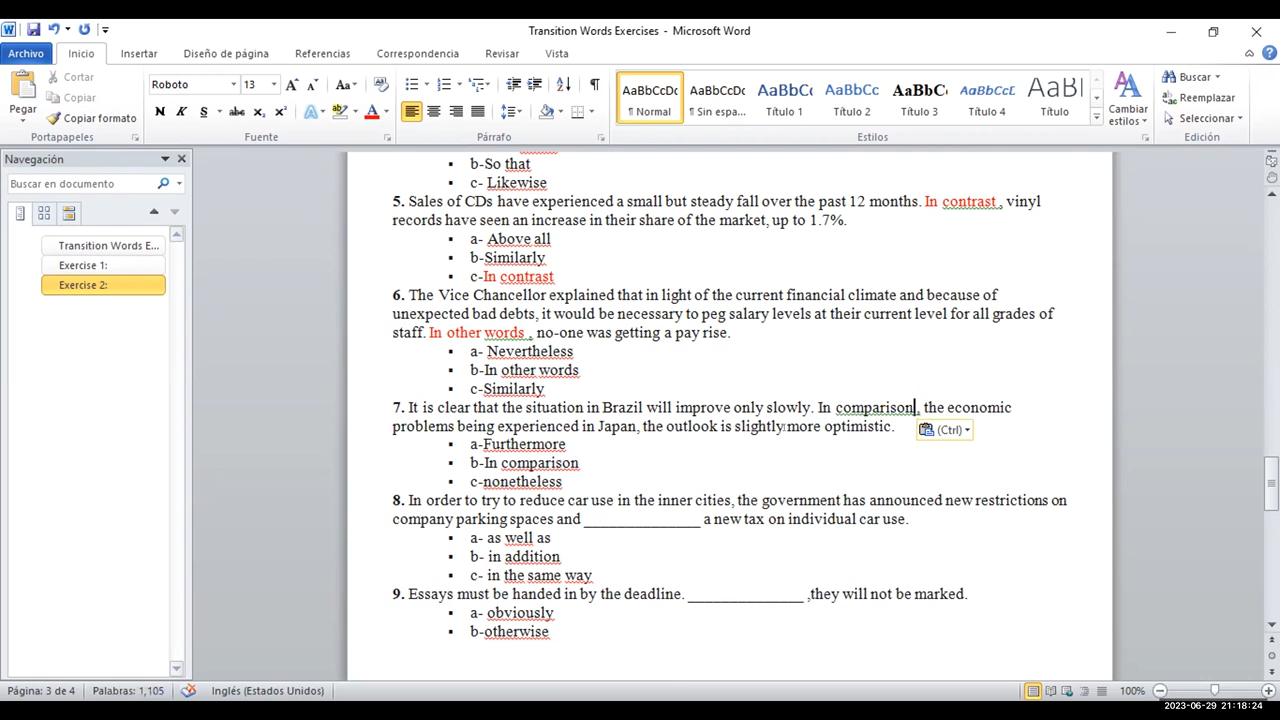 Transition Words Exercises - Microsoft Word
Archivo Inicio Insertar Diseño de página Referencias Correspondencia Revisar Vista
Pegar
Cortar
Copiar
Copiar formato
Portapapeles
Roboto 13
Fuente
Párrafo
AaBbCcDc AaBbCcDc AaBbCc AaBbCc AaBbCc AaBbCcL AaBl
¶ Normal ¶ Sin espa... Título 1 Título 2 Título 3 Título 4 Título
Cambiar estilos
Estilos
Buscar
Reemplazar
Seleccionar
Edición
Navegación
Buscar en documento
Transition Words E...
Exercise 1:
Exercise 2:
b-So that
c- Likewise
5. Sales of CDs have experienced a small but steady fall over the past 12 months. In contrast , vinyl
records have seen an increase in their share of the market, up to 1.7%.
a- Above all
b-Similarly
c-In contrast
6. The Vice Chancellor explained that in light of the current financial climate and because of
unexpected bad debts, it would be necessary to peg salary levels at their current level for all grades of
staff. In other words , no-one was getting a pay rise.
a- Nevertheless
b-In other words
c-Similarly
7. It is clear that the situation in Brazil will improve only slowly. In comparison , the economic
problems being experienced in Japan, the outlook is slightly more optimistic.
(Ctrl)
a-Furthermore
b-In comparison
c-nonetheless
8. In order to try to reduce car use in the inner cities, the government has announced new restrictions on
company parking spaces and ______________ a new tax on individual car use.
a- as well as
b- in addition
c- in the same way
9. Essays must be handed in by the deadline. ______________ ,they will not be marked.
a- obviously
b-otherwise
Página: 3 de 4 Palabras: 1,105 Inglés (Estados Unidos) 100%
2023-06-29 21:18:24